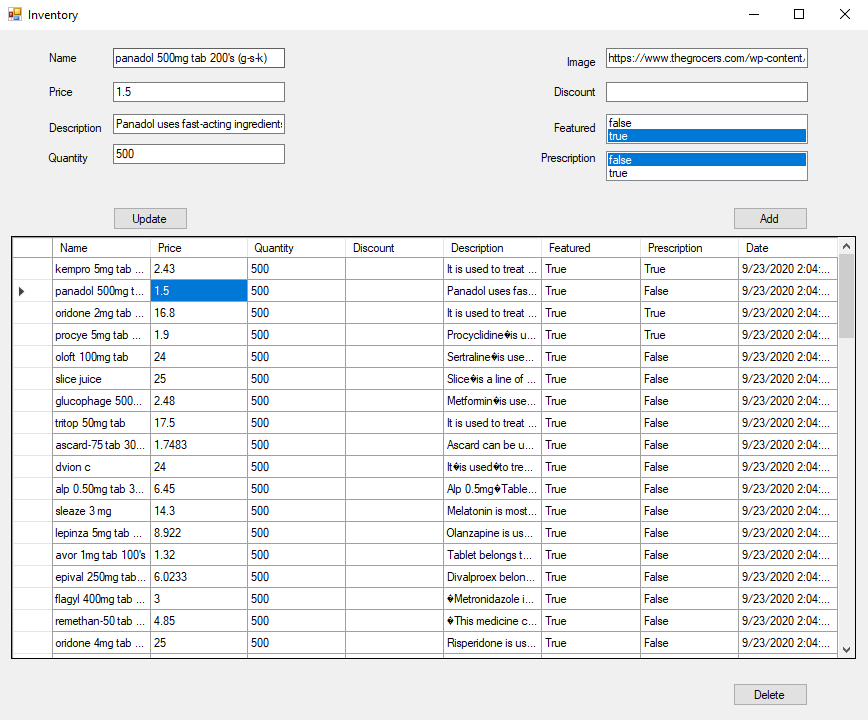 Inventory
Name panadol 500mg tab 200's (g-s-k) Image https://www.thegrocers.com/wp-content/
Price 1.5 Discount
Description Panadol uses fast-acting ingredients Featured false
true
Quantity 500 Prescription false
true
Update Add
Name Price Quantity Discount Description Featured Prescription Date
kempro 5mg tab ... 2.43 500 It is used to treat ... True True 9/23/2020 2:04:...
panadol 500mg t... 1.5 500 Panadol uses fas... True False 9/23/2020 2:04:...
oridone 2mg tab ... 16.8 500 It is used to treat ... True True 9/23/2020 2:04:...
procye 5mg tab ... 1.9 500 Procyclidine�is u... True True 9/23/2020 2:04:...
oloft 100mg tab 24 500 Sertraline�is use... True False 9/23/2020 2:04:...
slice juice 25 500 Slice�is a line of ... True False 9/23/2020 2:04:...
glucophage 500... 2.48 500 Metformin�is use... True False 9/23/2020 2:04:...
tritop 50mg tab 17.5 500 It is used to treat ... True False 9/23/2020 2:04:...
ascard-75 tab 30... 1.7483 500 Ascard can be u... True False 9/23/2020 2:04:...
dvion c 24 500 It�is used�to tre... True False 9/23/2020 2:04:...
alp 0.50mg tab 3... 6.45 500 Alp 0.5mg�Table... True False 9/23/2020 2:04:...
sleaze 3 mg 14.3 500 Melatonin is most... True False 9/23/2020 2:04:...
lepinza 5mg tab ... 8.922 500 Olanzapine is us... True False 9/23/2020 2:04:...
avor 1mg tab 100's 1.32 500 Tablet belongs t... True False 9/23/2020 2:04:...
epival 250mg tab... 6.0233 500 Divalproex belon... True False 9/23/2020 2:04:...
flagyl 400mg tab ... 3 500 �Metronidazole i... True False 9/23/2020 2:04:...
remethan-50 tab ... 4.85 500 �This medicine c... True False 9/23/2020 2:04:...
oridone 4mg tab ... 25 500 Risperidone is us... True False 9/23/2020 2:04:...
Delete